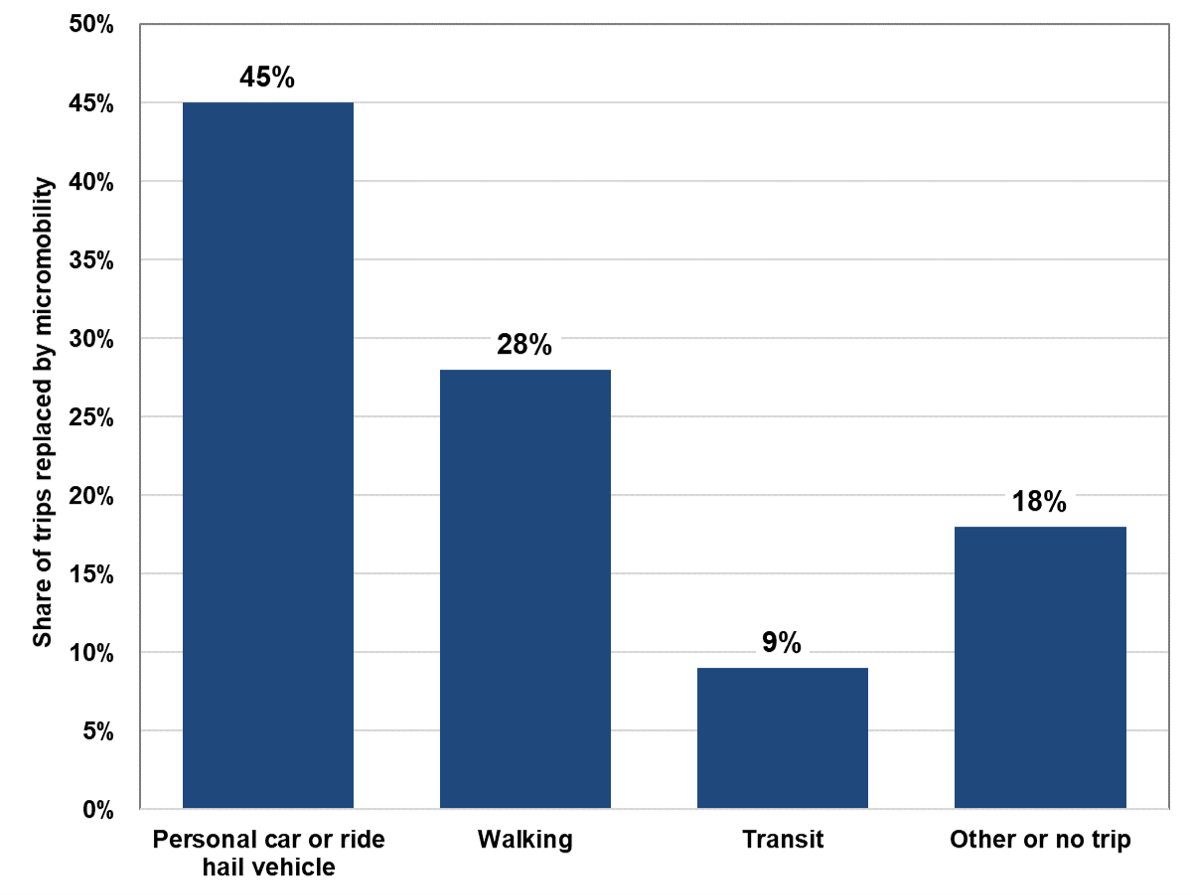 50%
45%
40%
35%
30%
25%
20%
15%
10%
5%
0%
Share of trips replaced by micromobility
45%
28%
9%
18%
Personal car or ride
hail vehicle
Walking
Transit
Other or no trip